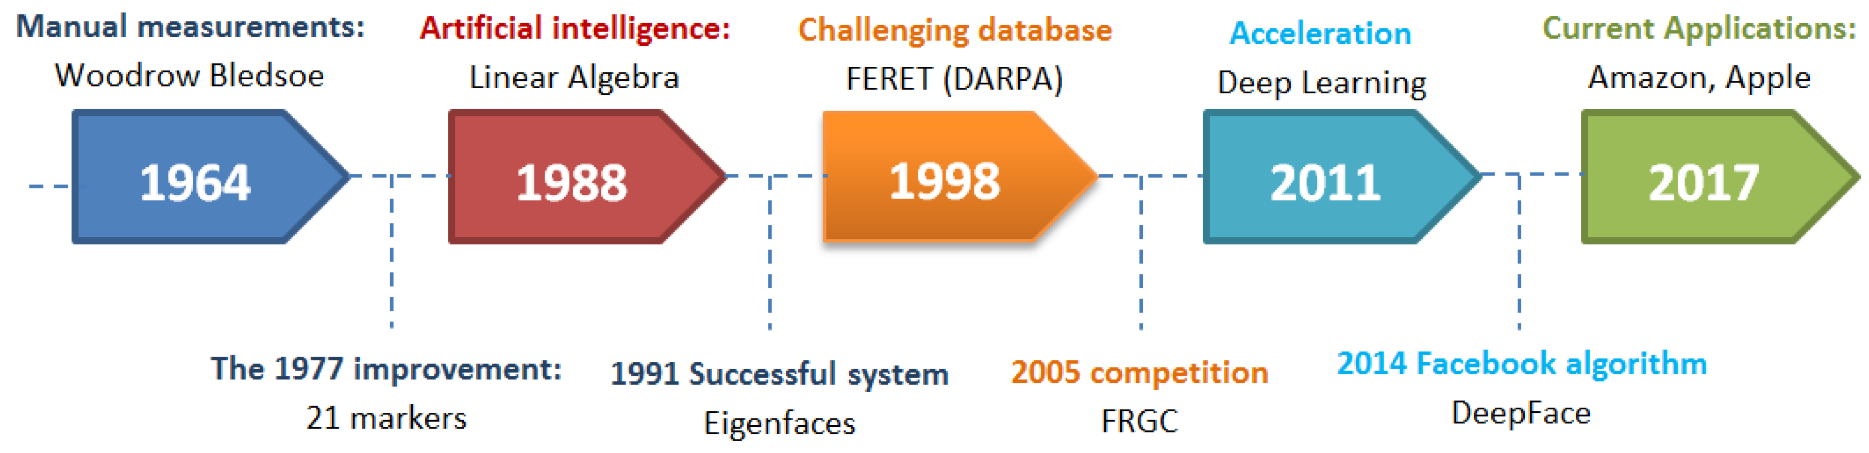 Manual measurements:
Woodrow Bledsoe
1964
Artificial intelligence:
Linear Algebra
1988
Challenging database
FERET (DARPA)
1998
Acceleration
Deep Learning
2011
Current Applications:
Amazon, Apple
2017
The 1977 improvement:
21 markers
1991 Successful system
Eigenfaces
2005 competition
FRGC
2014 Facebook algorithm
DeepFace